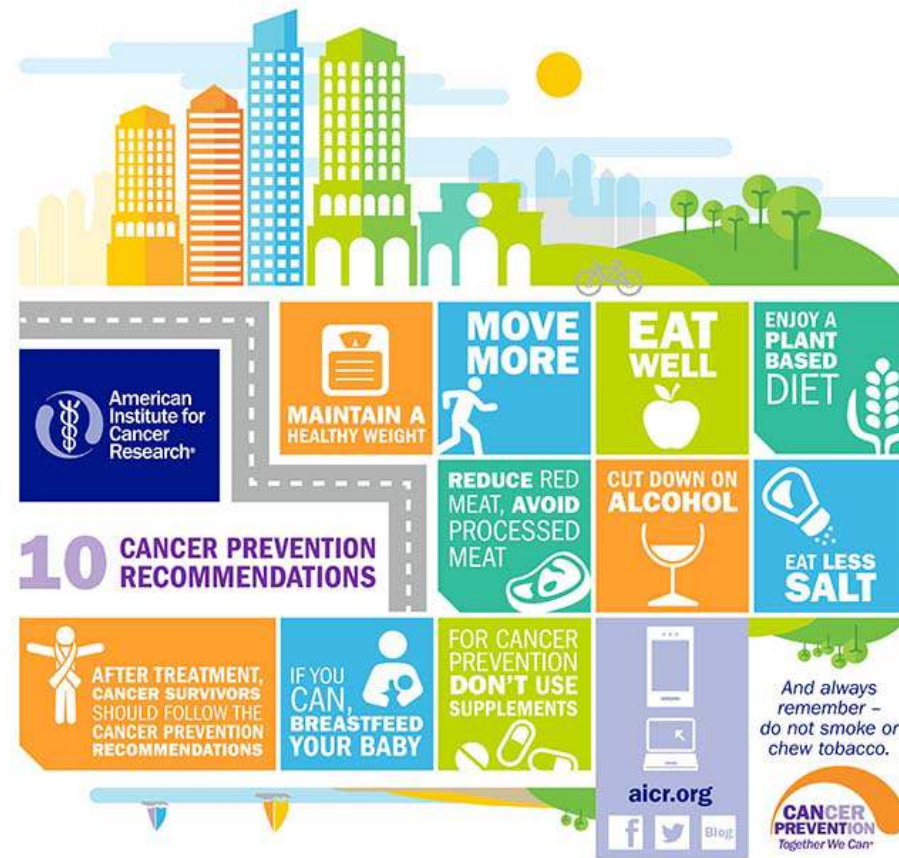 American
Institute for
Cancer
Research®
MAINTAIN A
HEALTHY WEIGHT
MOVE
MORE
EAT
WELL
ENJOY A
PLANT
BASED
DIET
10 CANCER PREVENTION
RECOMMENDATIONS
REDUCE RED
MEAT, AVOID
PROCESSED
MEAT
CUT DOWN ON
ALCOHOL
EAT LESS
SALT
AFTER TREATMENT,
CANCER SURVIVORS
SHOULD FOLLOW THE
CANCER PREVENTION
RECOMMENDATIONS
IF YOU
CAN,
BREASTFEED
YOUR BABY
FOR CANCER
PREVENTION
DON'T USE
SUPPLEMENTS
aicr.org
f
Blog
And always
remember –
do not smoke or
chew tobacco.
CANCER
PREVENTION
Together We Can®